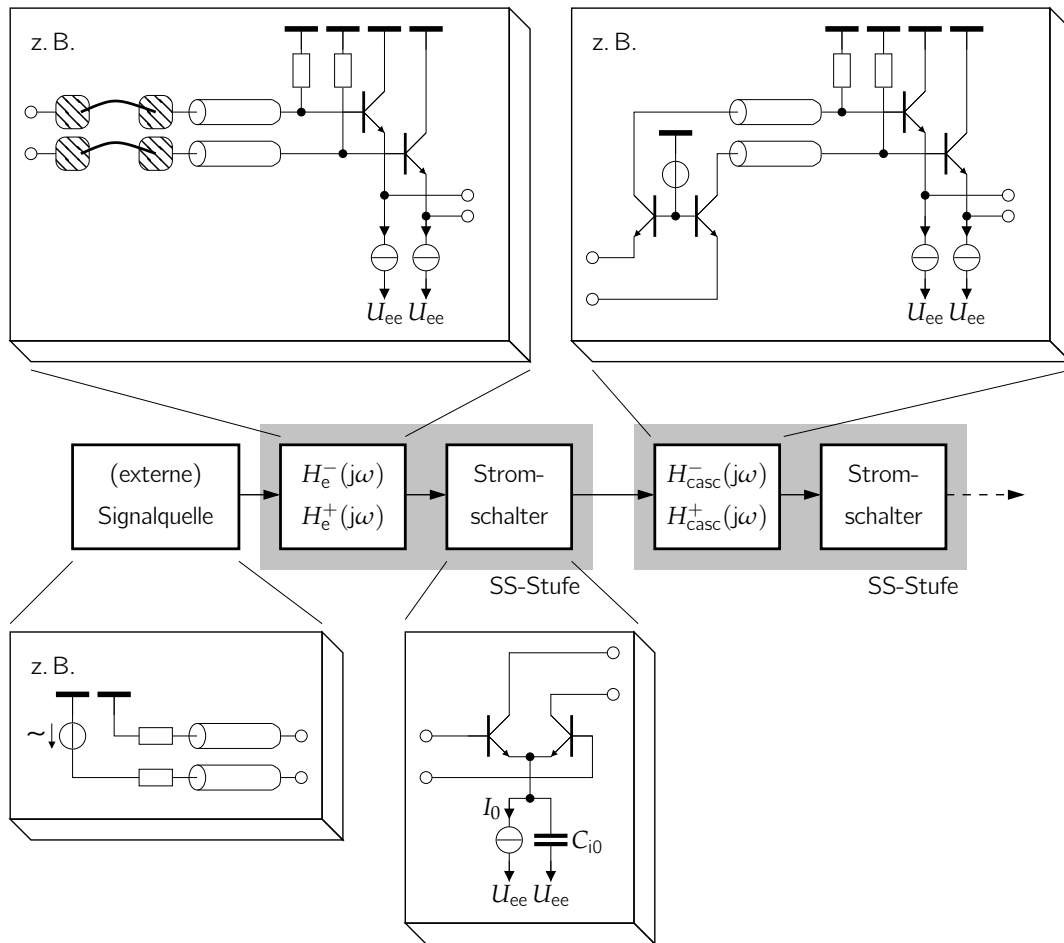 z. B.
U_ee U_ee
z. B.
U_ee U_ee
(externe)
Signalquelle
H_e^-(jω)
H_e^+(jω)
Strom-
schalter
SS-Stufe
H_casc^-(jω)
H_casc^+(jω)
Strom-
schalter
SS-Stufe
z. B.
~
I_0
C_i0
U_ee U_ee